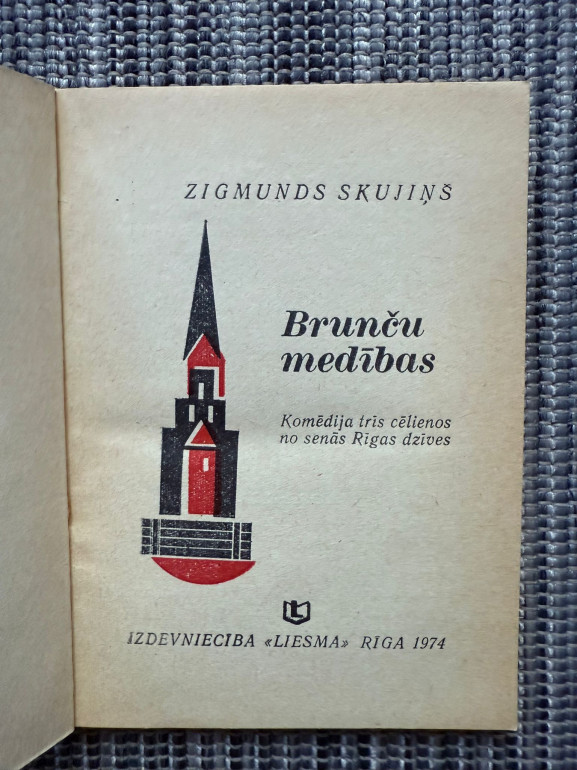 ZIGMUNDS SKUJIŅŠ
Brunču
medības
Komēdija trīs cēlienos
no senās Rīgas dzīves
IZDEVNIECĪBA «LIESMA» RĪGA 1974